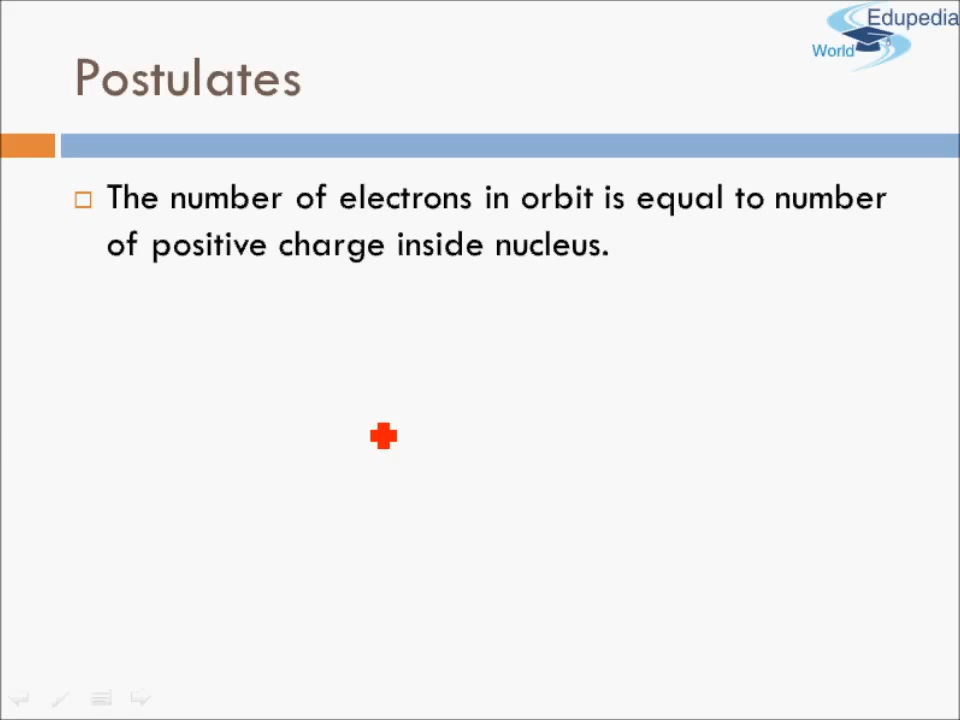 Edupedia
World
Postulates
The number of electrons in orbit is equal to number
of positive charge inside nucleus.